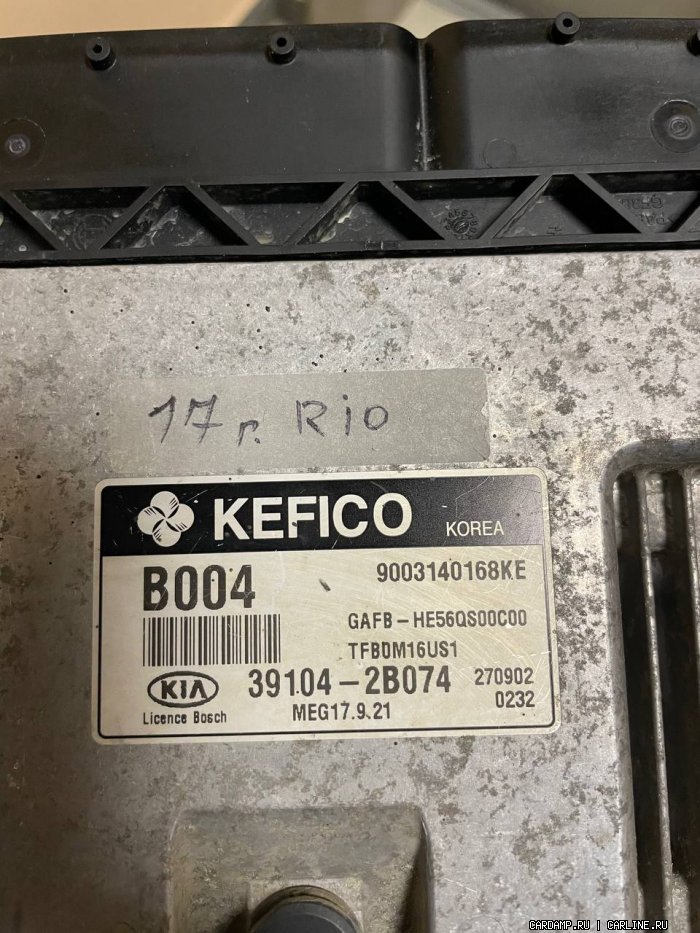 17 г. Rio
KEFICO KOREA
B004 9003140168KE
GAFB-HE56QS00C00
TFBDM16US1
KIA 39104-2B074 270902
Licence Bosch MEG17.9.21 0232
CARDAMP.RU | CARLINE.RU